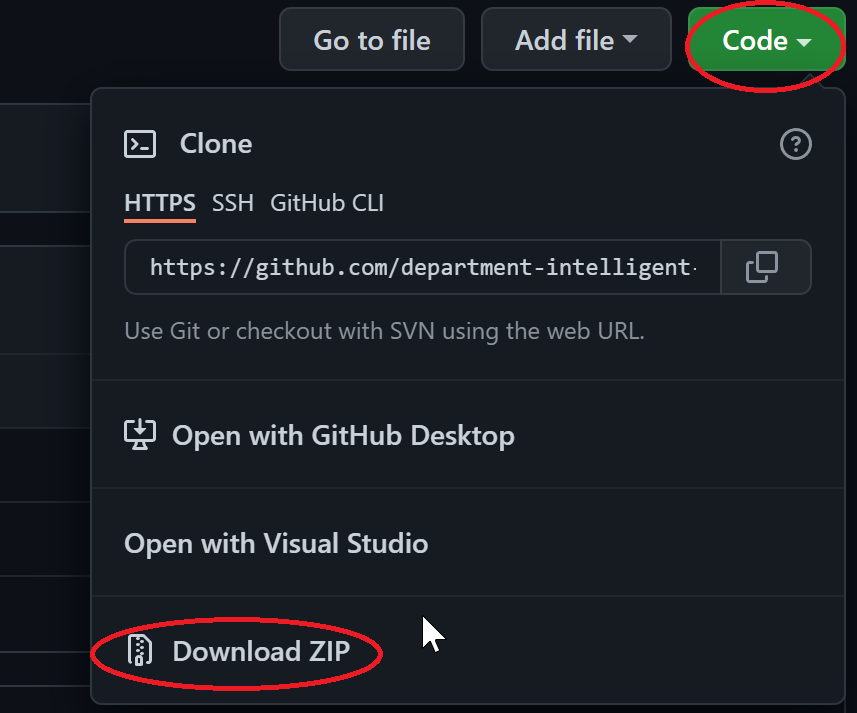 Go to file Add file Code
Clone
HTTPS SSH GitHub CLI
https://github.com/department-intelligent-
Use Git or checkout with SVN using the web URL.
Open with GitHub Desktop
Open with Visual Studio
Download ZIP